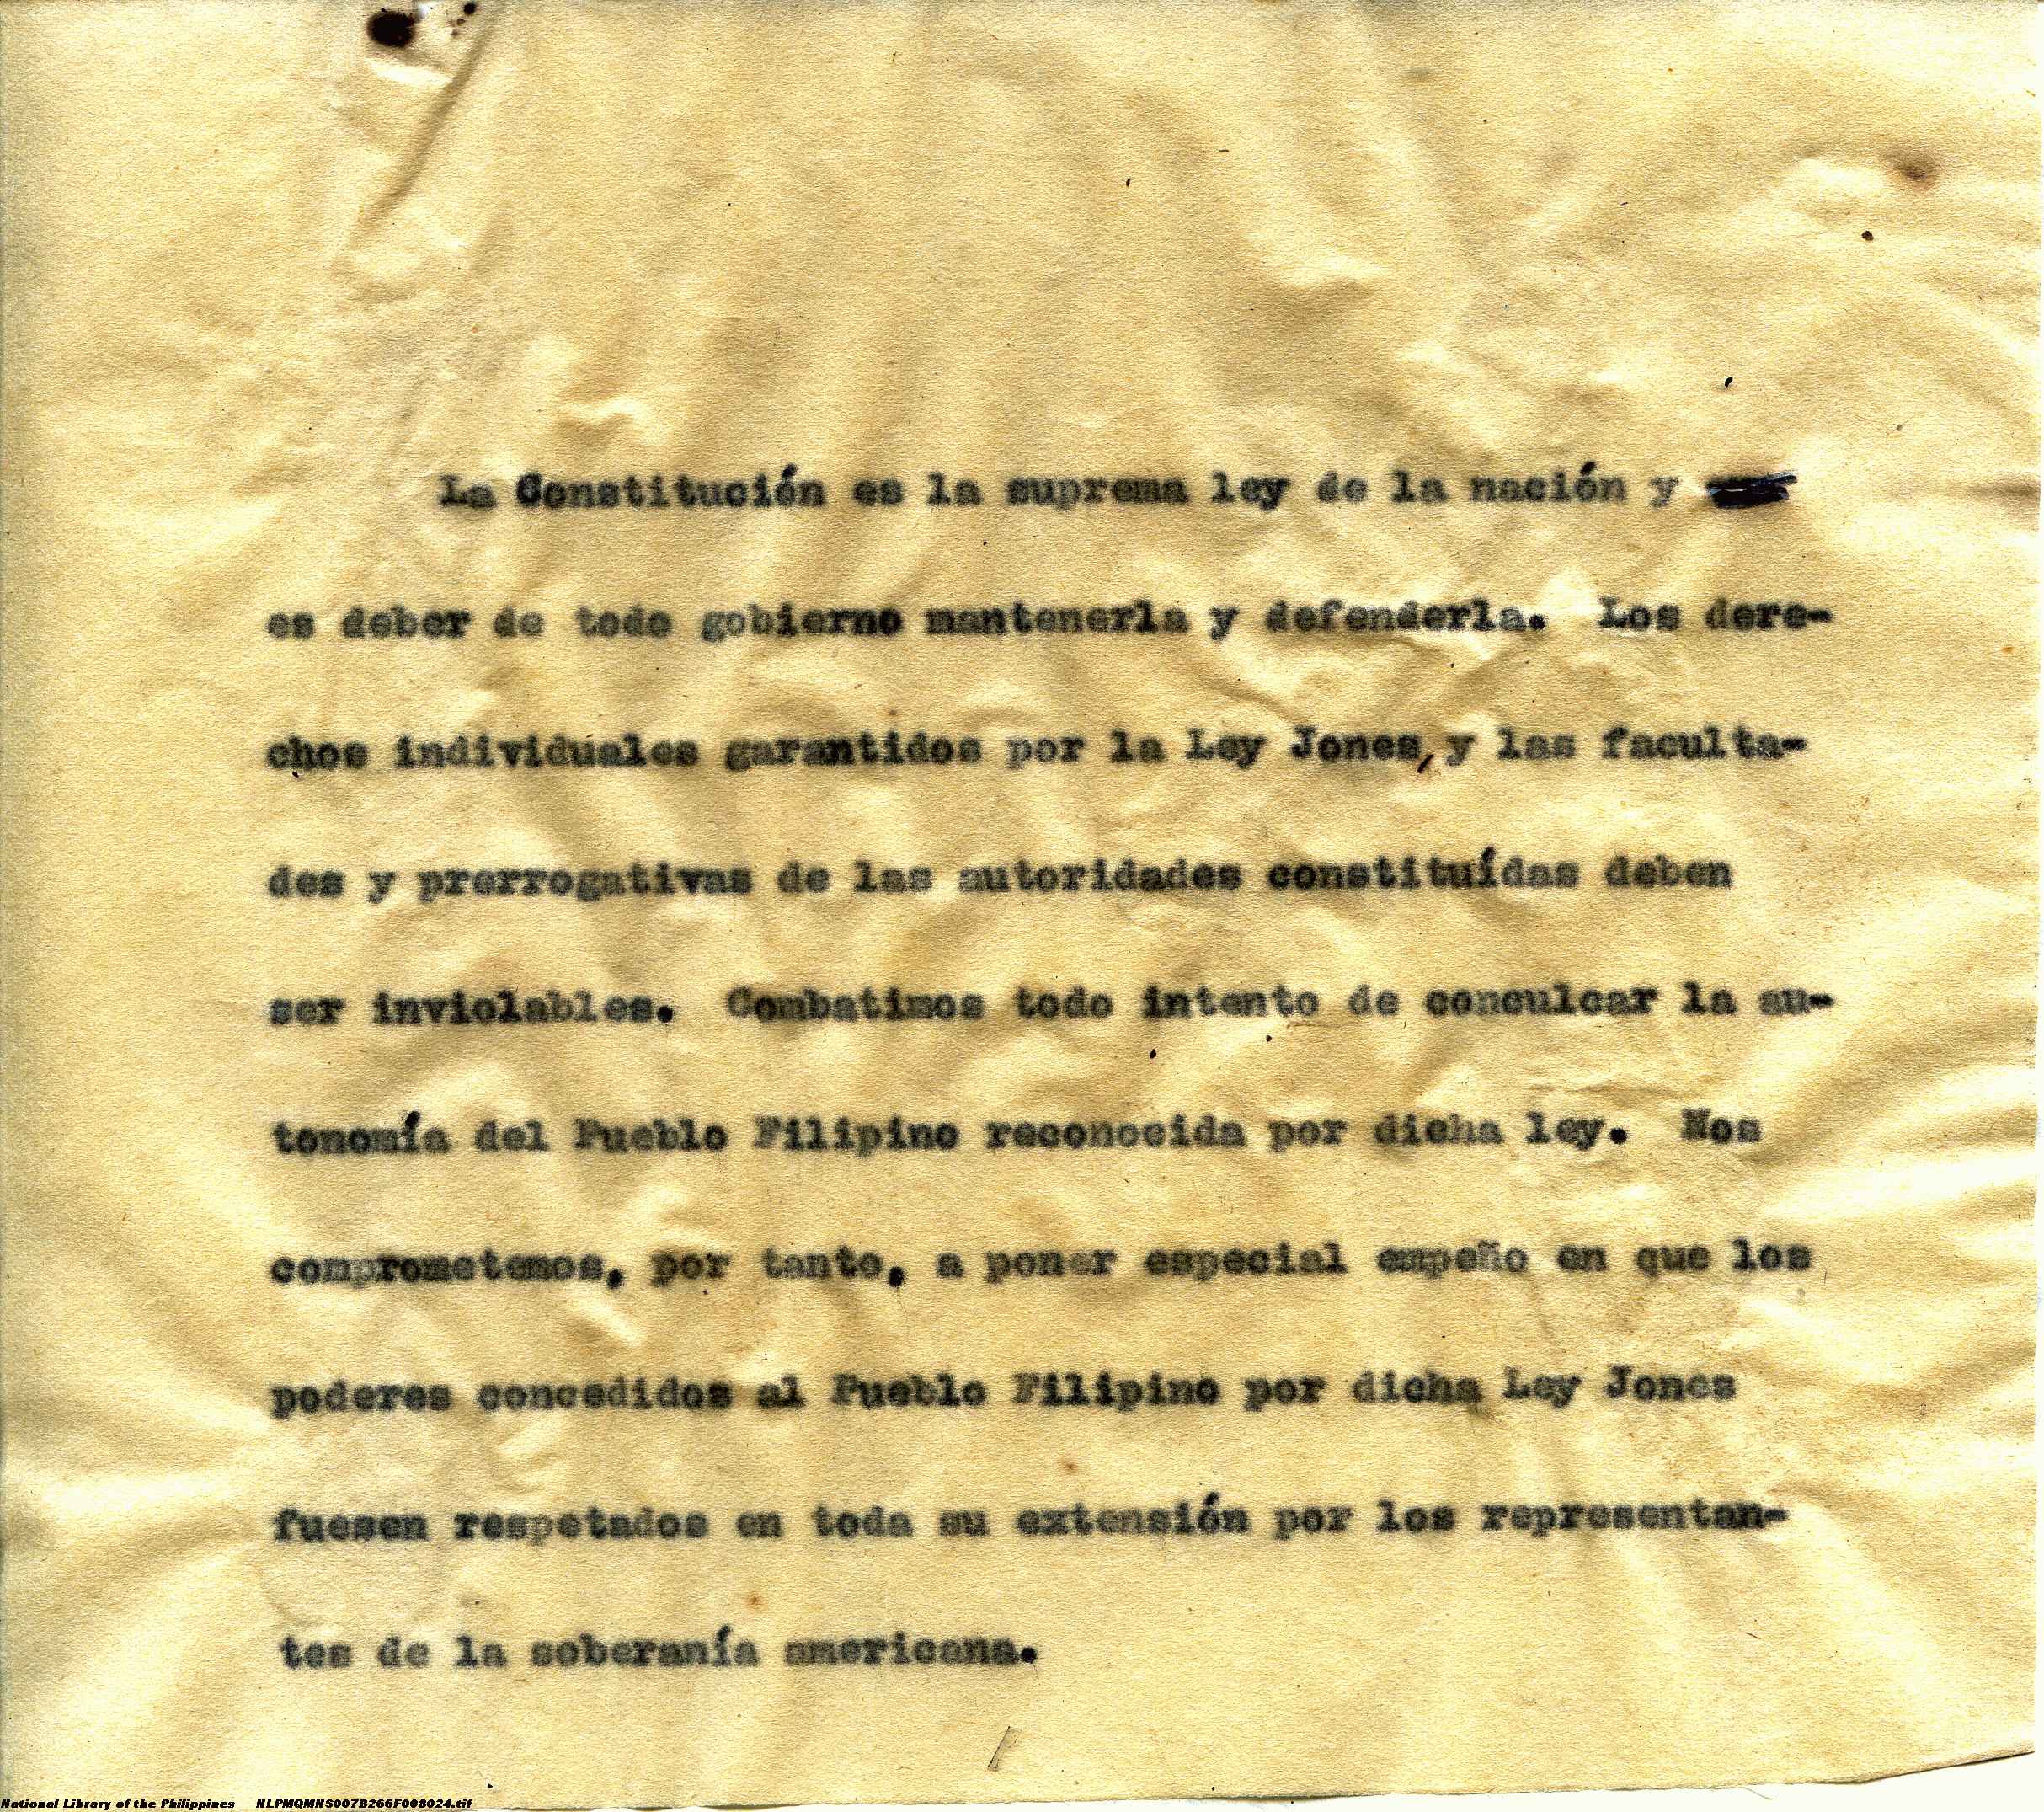 La Constitución es la suprema ley de la nación y
es deber de todo gobierno mantenerla y defenderla. Los dere-
chos individuales garantidos por la Ley Jones, y las faculta-
des y prerrogativas de las autoridades constituídas deben
ser inviolables. Combatimos todo intento de conculcar la au-
tonomía del Pueblo Filipino reconocida por dicha ley. Nos
comprometemos, por tanto, a poner especial empeño en que los
poderes concedidos al Pueblo Filipino por dicha Ley Jones
fuesen respetados en toda su extensión por los representan-
tes de la soberanía americana.
National Library of the Philippines NLPMQMNS007B266F008024.tif